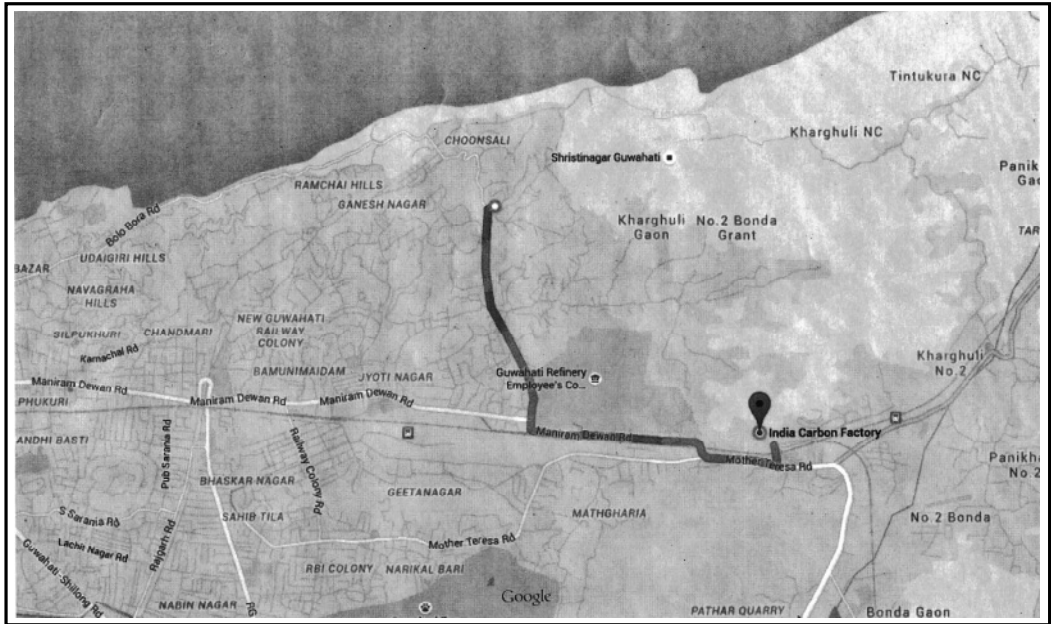 Tintukura NC
Kharghuli NC
CHOONSALI
Shristinagar Guwahati
Panik
Gao
RAMCHAI HILLS
GANESH NAGAR
Bolo Bora Rd
Kharghuli
Gaon
No.2 Bonda
Grant
TAR
UDAIGIRI HILLS
BAZAR
NAVAGRAHA
HILLS
NEW GUWAHATI
RAILWAY
COLONY
SILPUKHURI
CHANDMARI
Kamachal Rd
Kharghuli
No.2
BAMUNIMAIDAM
JYOTI NAGAR
Guwahati Refinery
Employee's Co...
Maniram Dewan Rd
Maniram Dewan Rd
Maniram Dewan Rd
PHUKURI
India Carbon Factory
Maniram Dewan Rd
ANDHI BASTI
Pub Sarania Rd
Railway Colony Rd
Mother Teresa Rd
Panikha
No.2
BHASKAR NAGAR
GEETANAGAR
MATHGHARIA
No 2 Bonda
S Sarania Rd
SAHIB TILA
Lachit Nagar Rd
Rajgarh Rd
Mother Teresa Rd
Guwahati-Shillong Rd
RBI COLONY
NARIKAL BARI
Google
NABIN NAGAR
RG
PATHAR QUARRY
Bonda Gaon